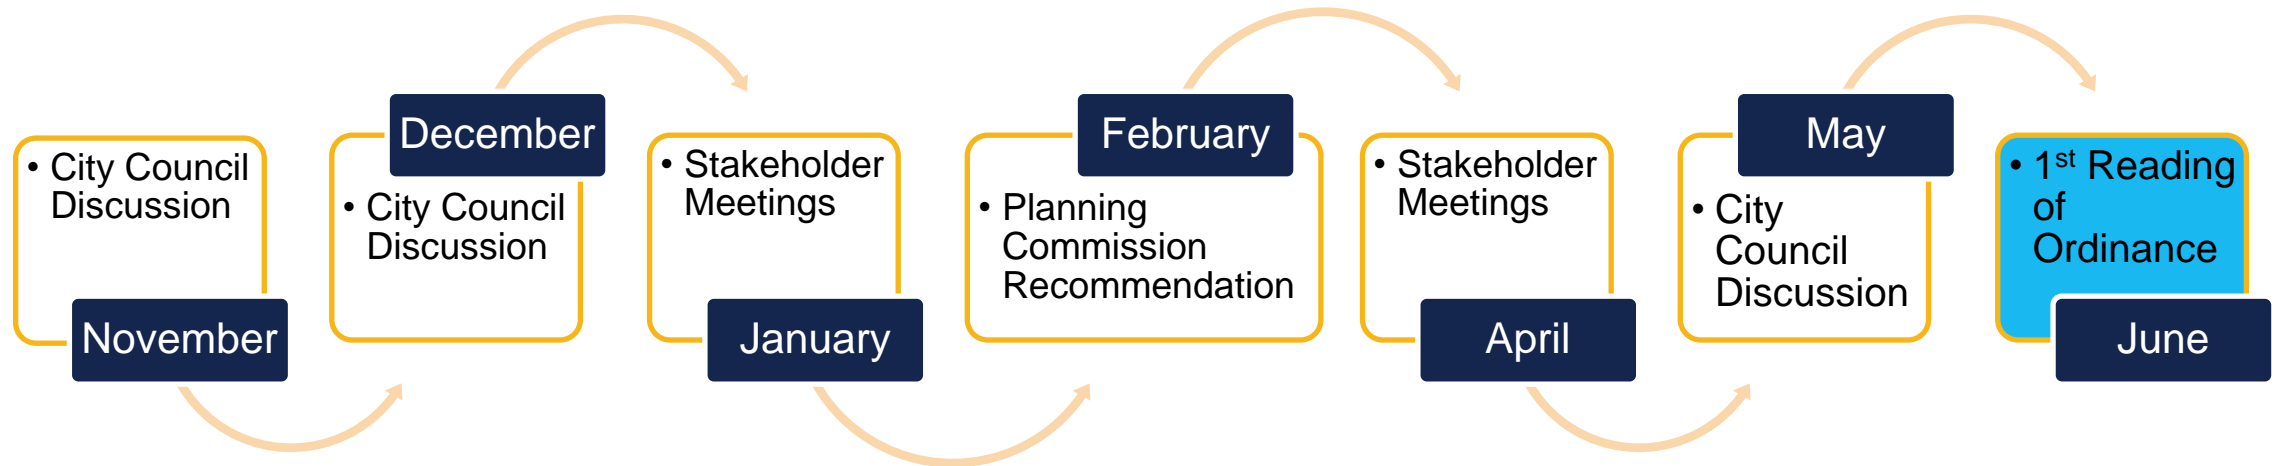 • City Council
Discussion
November
December
• City Council
Discussion
• Stakeholder
Meetings
January
February
• Planning
Commission
Recommendation
• Stakeholder
Meetings
April
May
• City
Council
Discussion
• 1st Reading
of
Ordinance
June